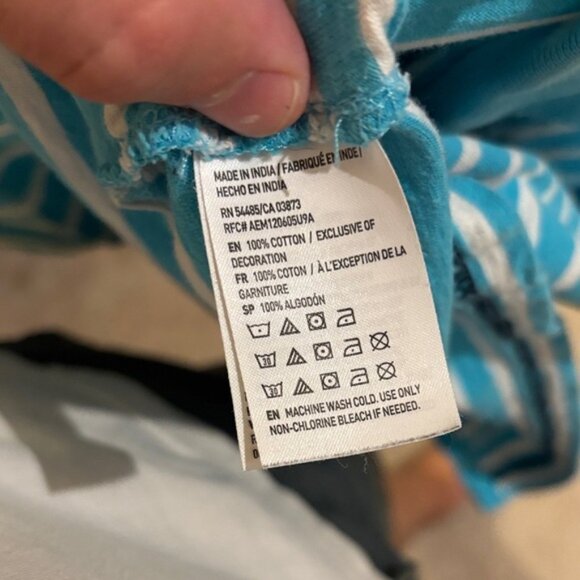 MADE IN INDIA / FABRIQUÉ EN INDE /
HECHO EN INDIA
RN 54485/CA 03873
RFC# AEM120605U9A
EN 100% COTTON / EXCLUSIVE OF
DECORATION
FR 100% COTON / À L'EXCEPTION DE LA
GARNITURE
SP 100% ALGODÓN
30
30
EN MACHINE WASH COLD. USE ONLY
NON-CHLORINE BLEACH IF NEEDED.